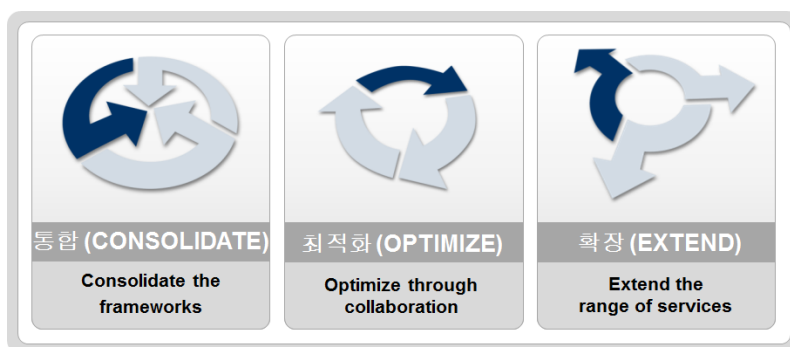 통합 (CONSOLIDATE)
Consolidate the
frameworks
최적화 (OPTIMIZE)
Optimize through
collaboration
확장 (EXTEND)
Extend the
range of services